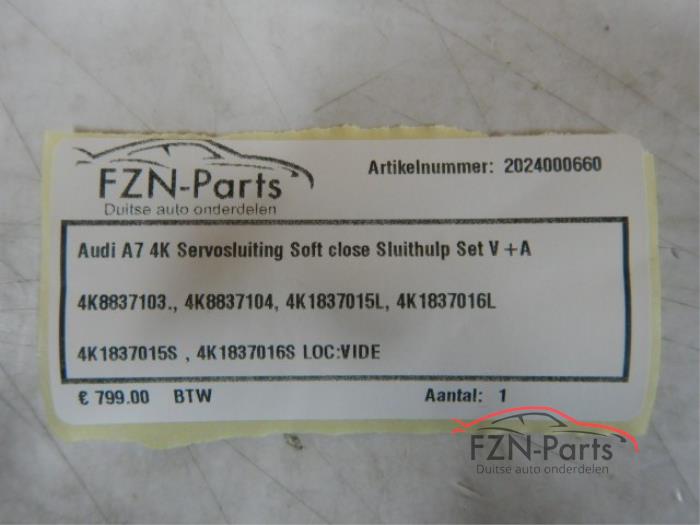 FZN-Parts
Duitse auto onderdelen
Artikelnummer: 2024000660
Audi A7 4K Servosluiting Soft close Sluithulp Set V +A
4K8837103., 4K8837104, 4K1837015L, 4K1837016L
4K1837015S , 4K1837016S LOC:VIDE
€ 799.00 BTW Aantal: 1
FZN-Parts
Duitse auto onderdelen